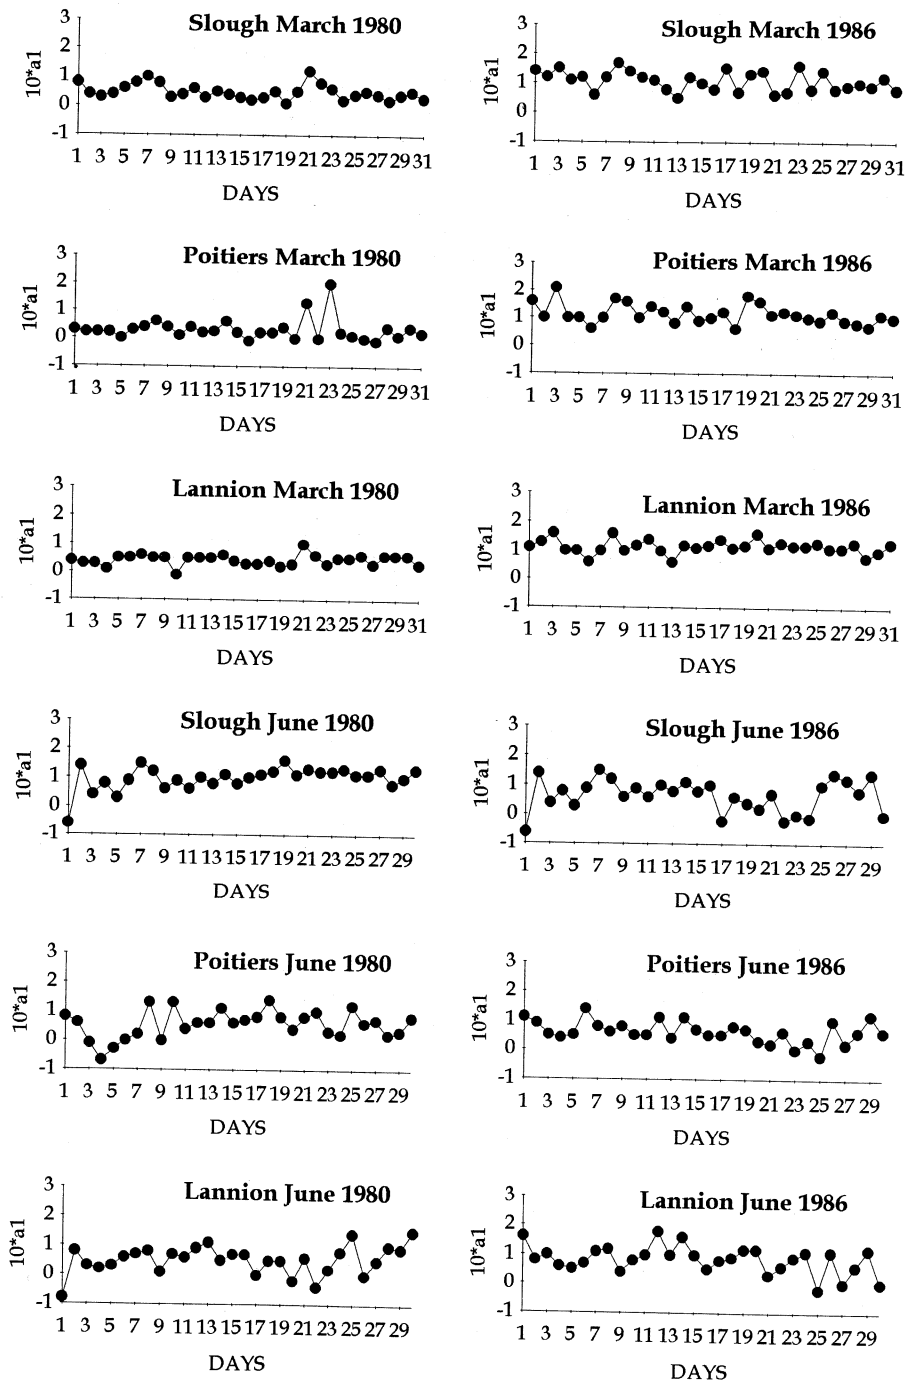 Slough March 1980
10*a1
3
2
1
0
-1
1 3 5 7 9 11 13 15 17 19 21 23 25 27 29 31
DAYS
Slough March 1986
10*a1
3
2
1
0
-1
1 3 5 7 9 11 13 15 17 19 21 23 25 27 29 31
DAYS
Poitiers March 1980
10*a1
3
2
1
0
-1
1 3 5 7 9 11 13 15 17 19 21 23 25 27 29 31
DAYS
Poitiers March 1986
10*a1
3
2
1
0
-1
1 3 5 7 9 11 13 15 17 19 21 23 25 27 29 31
DAYS
Lannion March 1980
10*a1
3
2
1
0
-1
1 3 5 7 9 11 13 15 17 19 21 23 25 27 29 31
DAYS
Lannion March 1986
10*a1
3
2
1
0
-1
1 3 5 7 9 11 13 15 17 19 21 23 25 27 29 31
DAYS
Slough June 1980
10*a1
3
2
1
0
-1
1 3 5 7 9 11 13 15 17 19 21 23 25 27 29
DAYS
Slough June 1986
10*a1
3
2
1
0
-1
1 3 5 7 9 11 13 15 17 19 21 23 25 27 29
DAYS
Poitiers June 1980
10*a1
3
2
1
0
-1
1 3 5 7 9 11 13 15 17 19 21 23 25 27 29
DAYS
Poitiers June 1986
10*a1
3
2
1
0
-1
1 3 5 7 9 11 13 15 17 19 21 23 25 27 29
DAYS
Lannion June 1980
10*a1
3
2
1
0
-1
1 3 5 7 9 11 13 15 17 19 21 23 25 27 29
DAYS
Lannion June 1986
10*a1
3
2
1
0
-1
1 3 5 7 9 11 13 15 17 19 21 23 25 27 29
DAYS